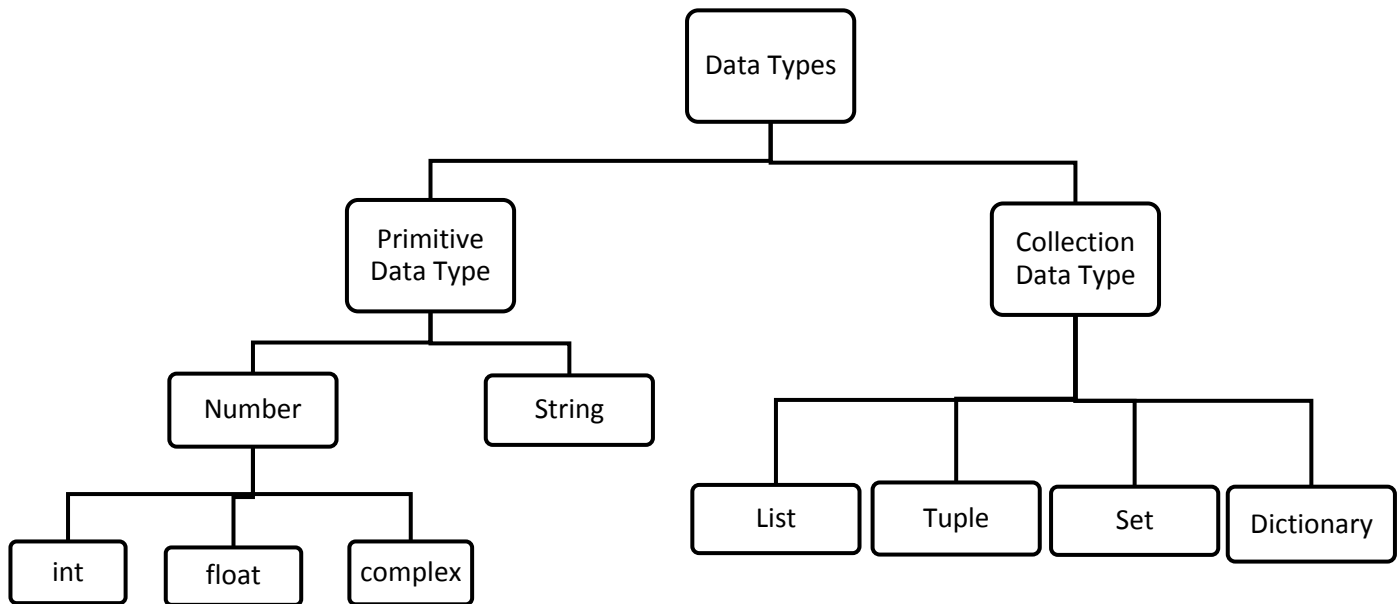 Data Types
Primitive
Data Type
Collection
Data Type
Number
String
List
Tuple
Set
Dictionary
int
float
complex